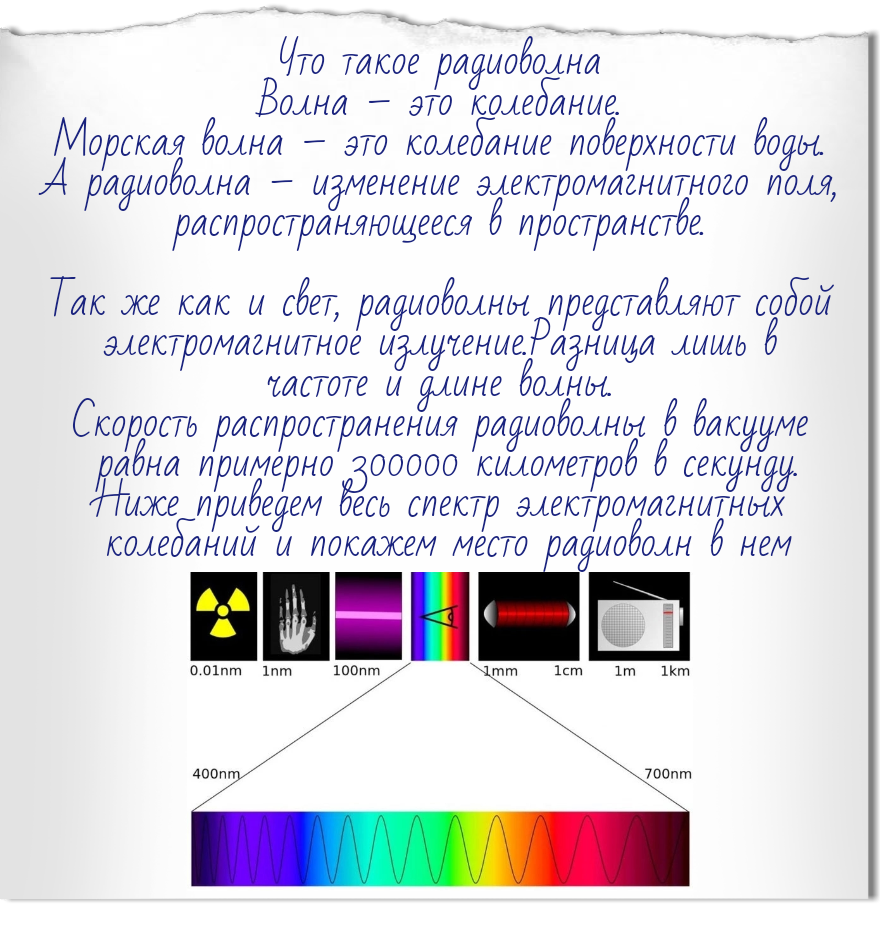 Что такое радиоволна
Волна – это колебание.
Морская волна – это колебание поверхности воды.
А радиоволна – изменение электромагнитного поля,
распространяющееся в пространстве.
Так же как и свет, радиоволны представляют собой
электромагнитное излучение.Разница лишь в
частоте и длине волны.
Скорость распространения радиоволны в вакууме
равна примерно 300000 километров в секунду.
Ниже приведем весь спектр электромагнитных
колебаний и покажем место радиоволн в нем
0.01nm 1nm 100nm 1mm 1cm 1m 1km
400nm 700nm